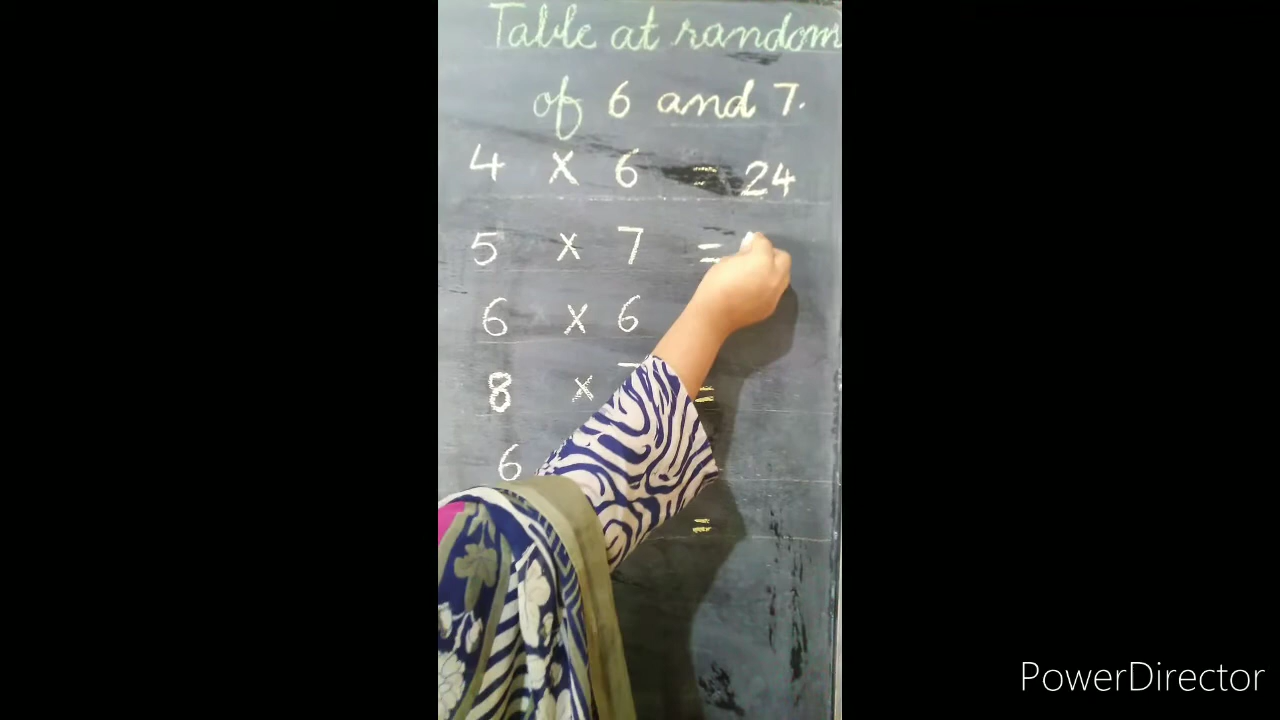 Table at random
of 6 and 7.
4 × 6 = 24
5 × 7 =
6 × 6
8 × =
6
=
PowerDirector